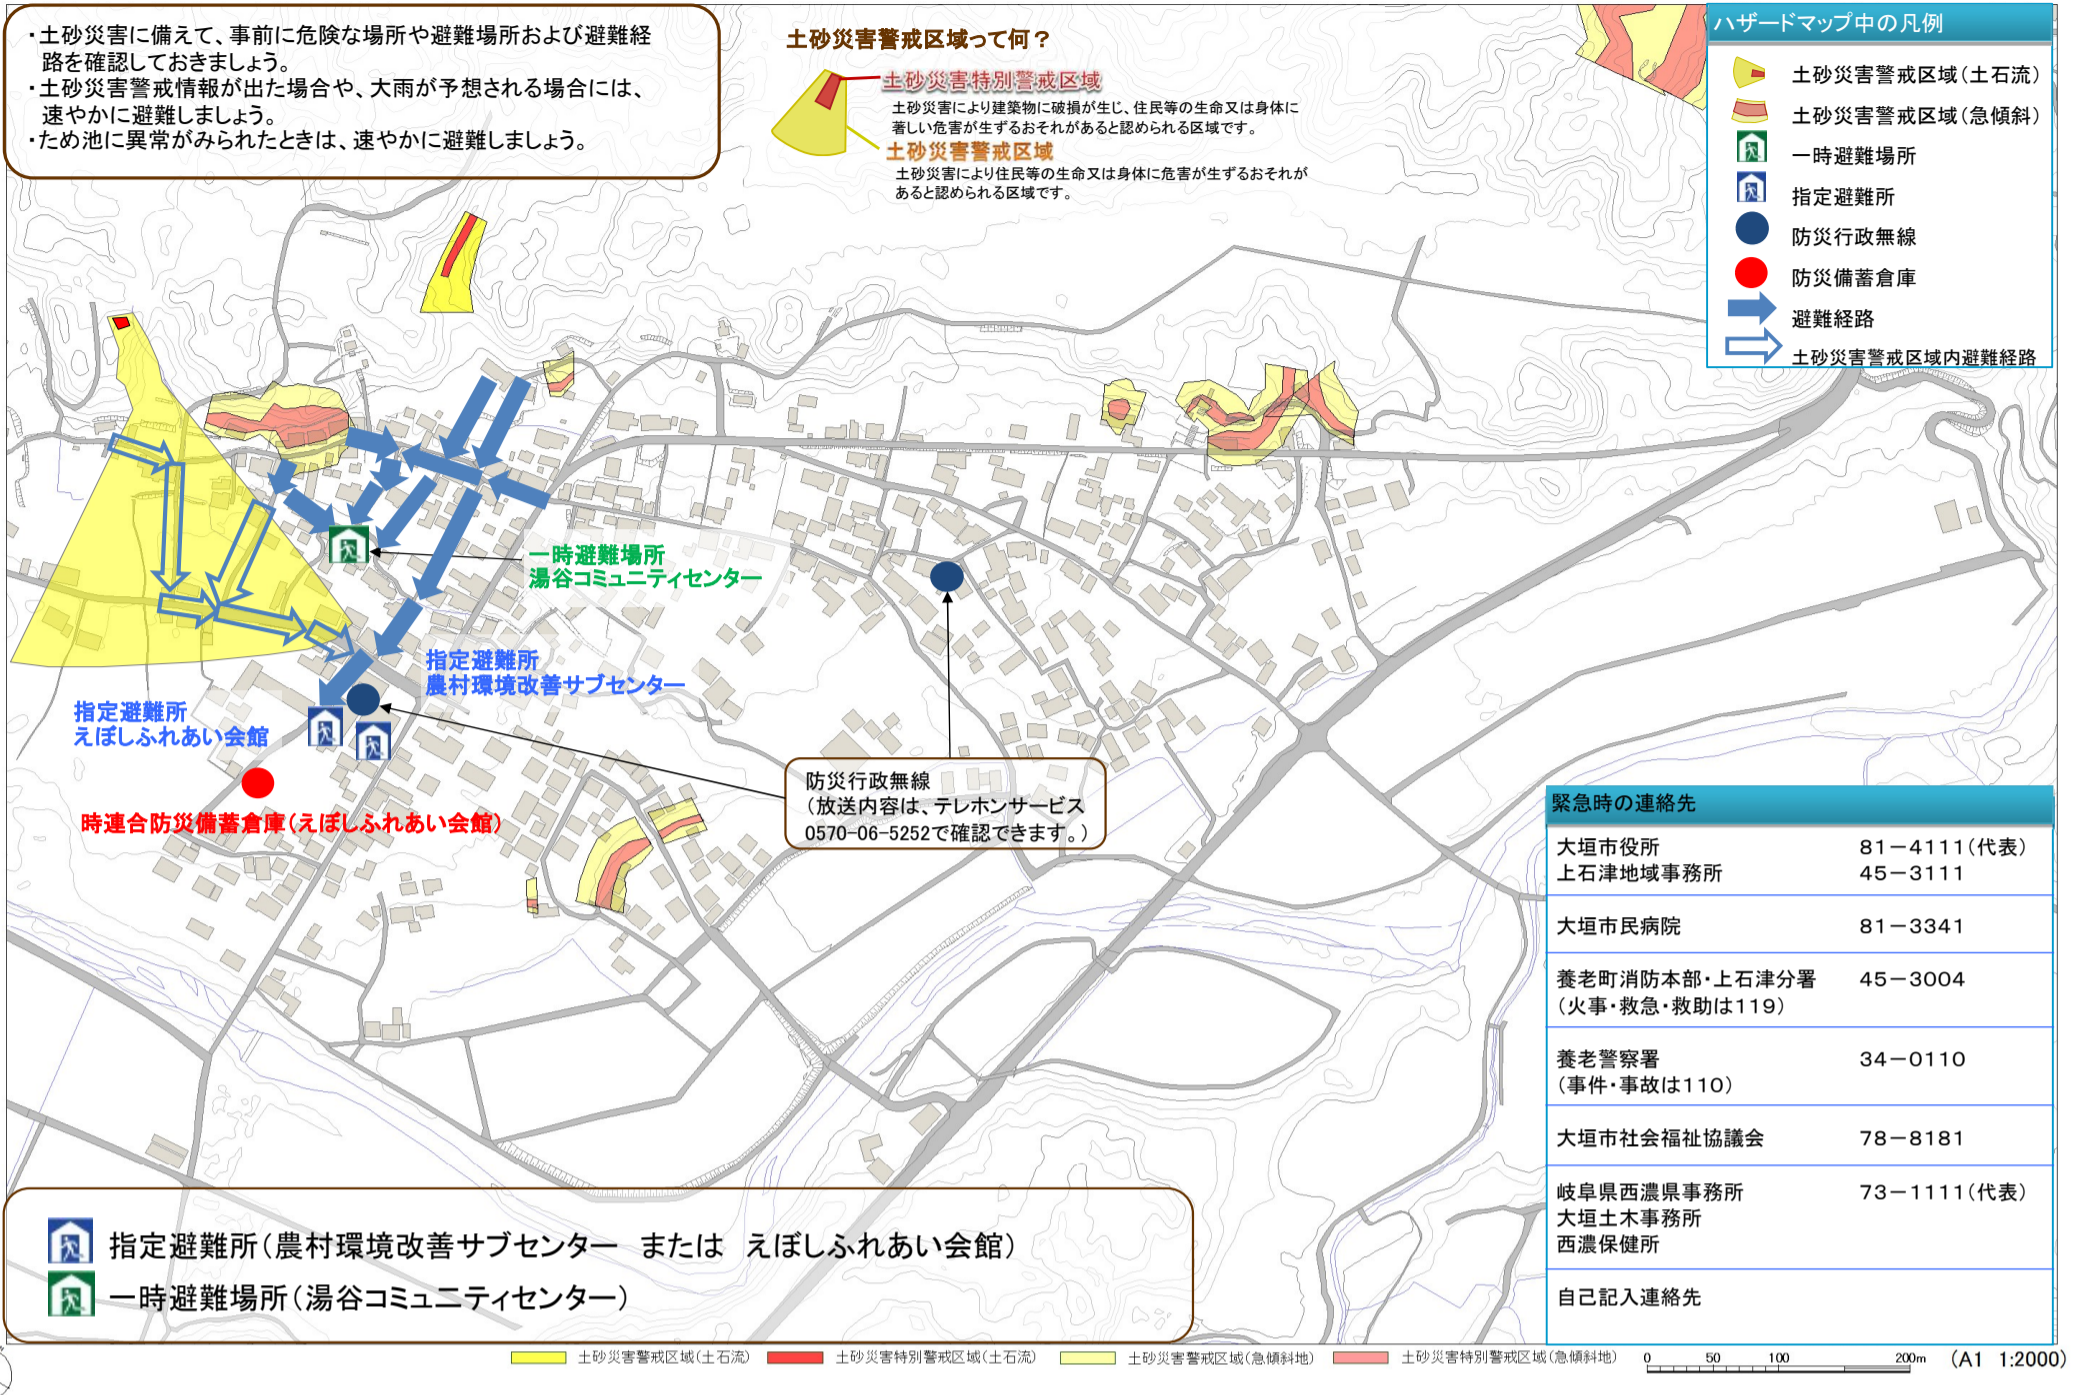 ・土砂災害に備えて、事前に危険な場所や避難場所および避難経
路を確認しておきましょう。
・土砂災害警戒情報が出た場合や、大雨が予想される場合には、
速やかに避難しましょう。
・ため池に異常がみられたときは、速やかに避難しましょう。
土砂災害警戒区域って何？
土砂災害特別警戒区域
土砂災害により建築物に破損が生じ、住民等の生命又は身体に
著しい危害が生ずるおそれがあると認められる区域です。
土砂災害警戒区域
土砂災害により住民等の生命又は身体に危害が生ずるおそれが
あると認められる区域です。
ハザードマップ中の凡例
土砂災害警戒区域（土石流）
土砂災害警戒区域（急傾斜）
一時避難場所
指定避難所
防災行政無線
防災備蓄倉庫
避難経路
土砂災害警戒区域内避難経路
一時避難場所
湯谷コミュニティセンター
指定避難所
農村環境改善サブセンター
指定避難所
えぼしふれあい会館
時連合防災備蓄倉庫（えぼしふれあい会館）
防災行政無線
（放送内容は、テレホンサービス
0570-06-5252で確認できます。）
緊急時の連絡先
大垣市役所 81－4111（代表）
上石津地域事務所 45－3111
大垣市民病院 81－3341
養老町消防本部・上石津分署 45－3004
（火事・救急・救助は119）
養老警察署 34－0110
（事件・事故は110）
大垣市社会福祉協議会 78－8181
岐阜県西濃県事務所 73－1111（代表）
大垣土木事務所
西濃保健所
自己記入連絡先
指定避難所（農村環境改善サブセンター　または　えぼしふれあい会館）
一時避難場所（湯谷コミュニティセンター）
土砂災害警戒区域（土石流） 土砂災害特別警戒区域（土石流） 土砂災害警戒区域（急傾斜地） 土砂災害特別警戒区域（急傾斜地） 0 50 100 200m （A1　1:2000）